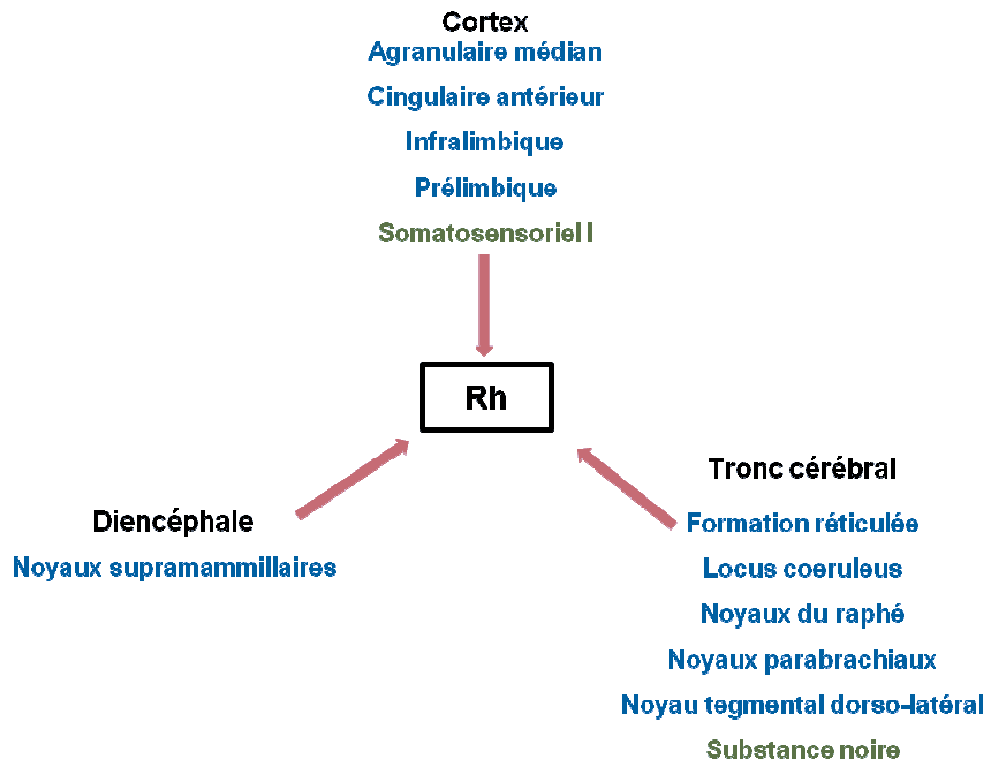 Cortex
Agranulaire médian
Cingulaire antérieur
Infralimbique
Prélimbique
Somatosensoriel I
Rh
Diencéphale
Noyaux supramammillaires
Tronc cérébral
Formation réticulée
Locus coeruleus
Noyaux du raphé
Noyaux parabrachiaux
Noyau tegmental dorso-latéral
Substance noire